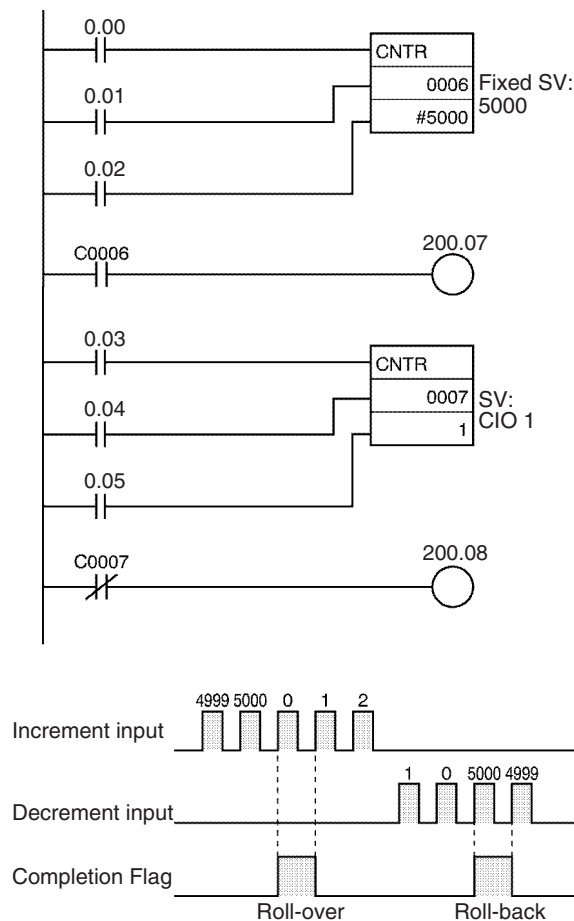 0.00
CNTR
0006
Fixed SV:
5000
0.01
#5000
0.02
C0006
200.07
0.03
CNTR
0007
SV:
CIO 1
0.04
1
0.05
C0007
200.08
4999 5000 0 1 2
Increment input
1 0 5000 4999
Decrement input
Completion Flag
Roll-over Roll-back